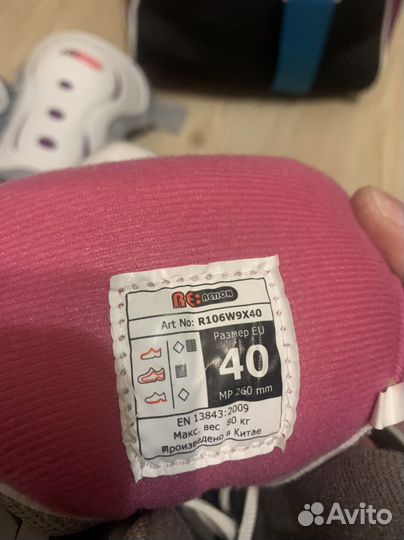 RE:ACTION
Art No: R106W9X40
Размер EU
40
MP 260 mm
EN 13843:2009
Макс. вес 80 кг
Произведено в Китае
Avito